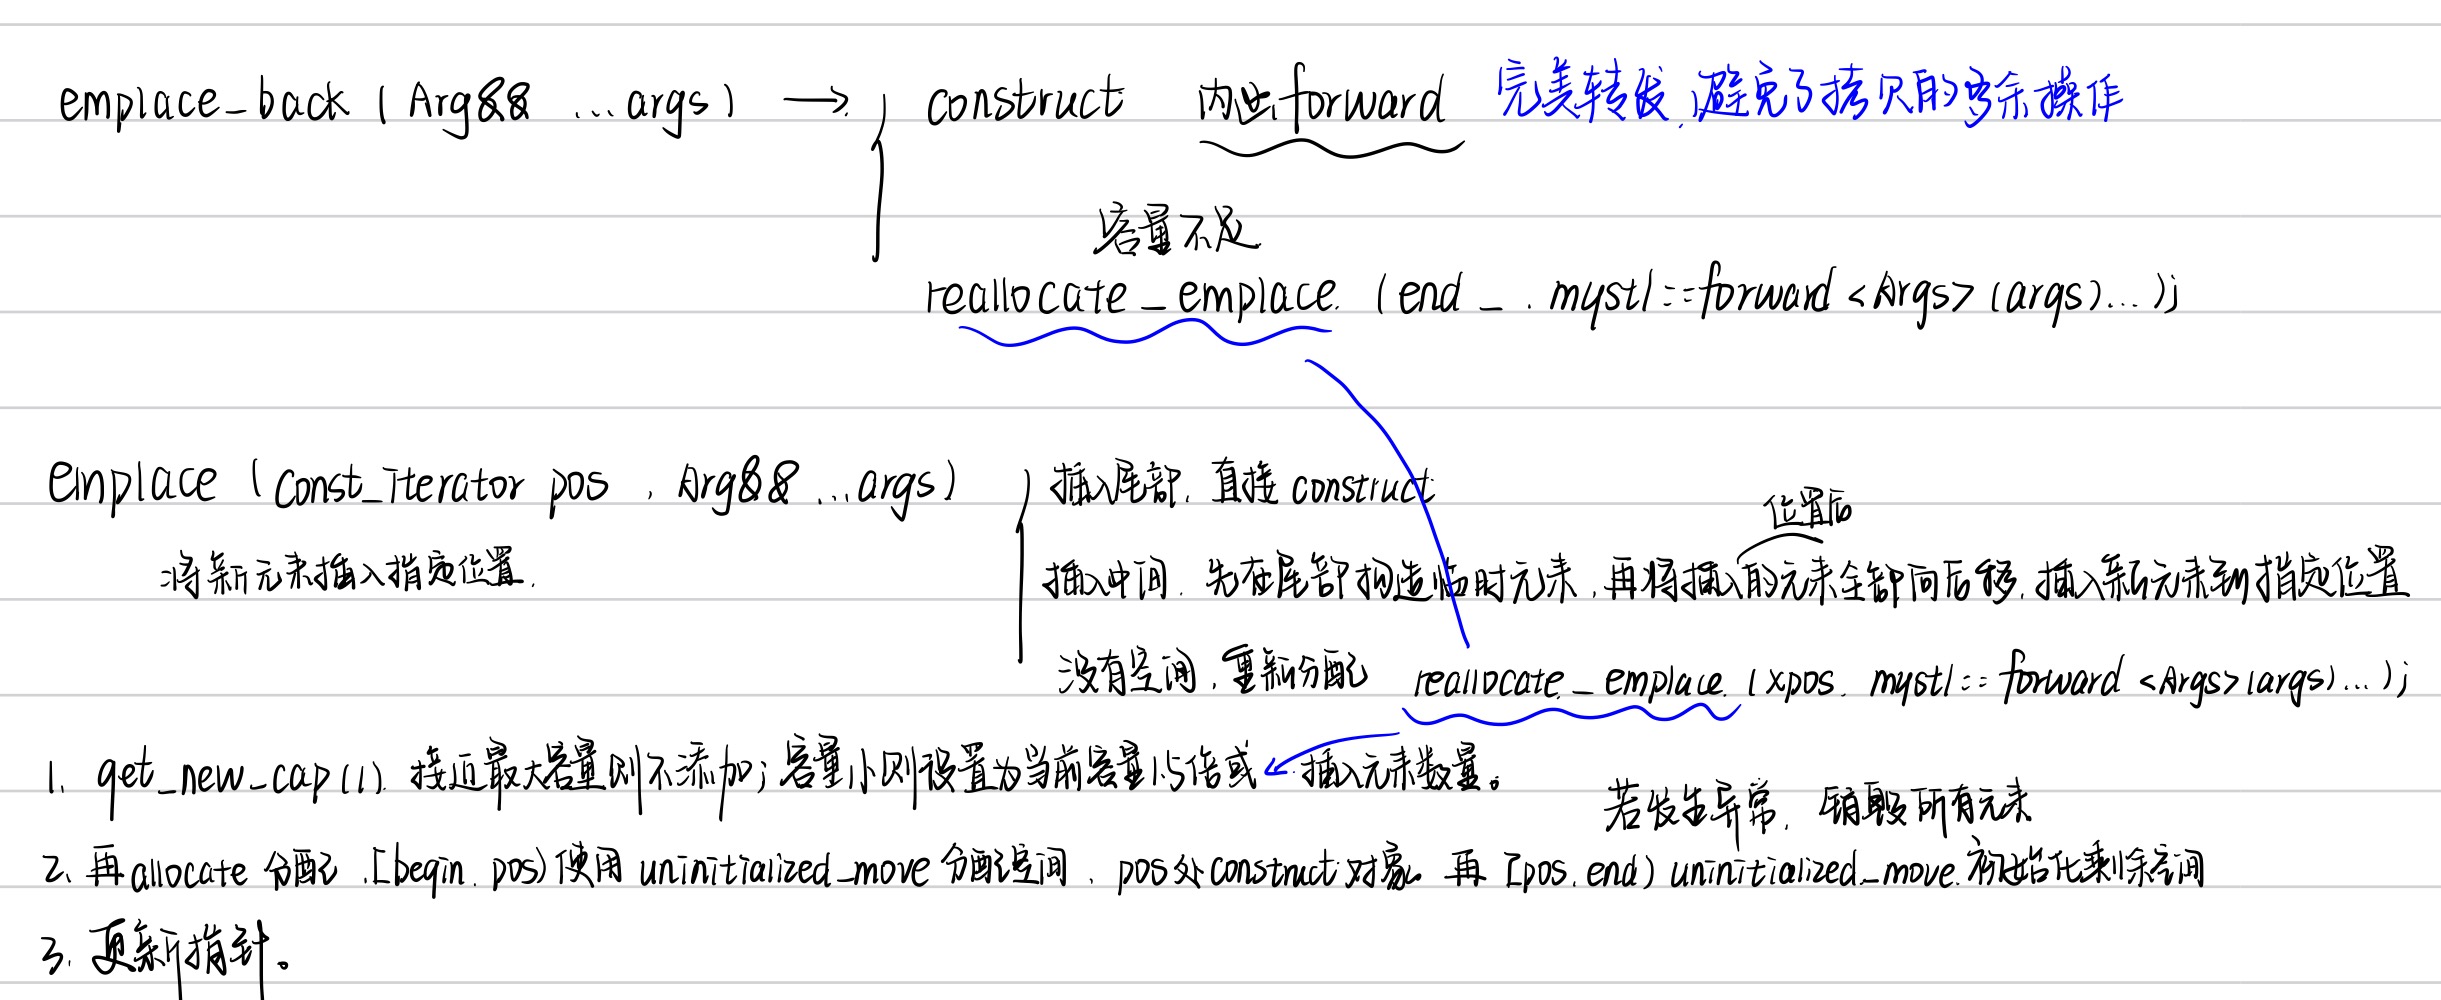 emplace_back ( Arg&& ...args ) → construct 内涵forward 完美转发,避免了拷贝的多余操作
容量不足
reallocate_emplace (end_ , mystl::forward<Args>(args)...);
emplace (const_iterator pos , Arg&& ...args) 插入尾部, 直接 construct
位置后
将新元素插入指定位置. 插入中间, 先在尾部构造临时元素, 再将插入的元素全部向后移, 插入新元素到指定位置
没有空间, 重新分配 reallocate_emplace (xpos, mystl::forward<Args>(args)...);
1. get_new_cap(1) 接近最大容量则不添加; 容量小则设置为当前容量1.5倍或 ← 插入元素数量。
若发生异常, 销毁所有元素
2. 再allocate 分配 , [begin, pos) 使用 uninitialized_move 分配空间 , pos处construct对象. 再 [pos, end) uninitialized_move 初始化剩余空间
3. 更新指针。